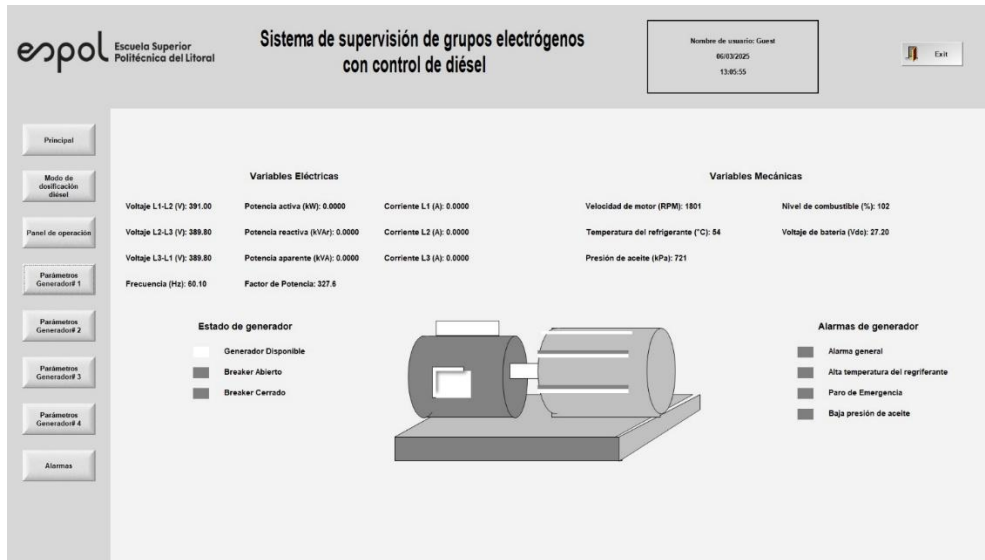 espol Escuela Superior
Politécnica del Litoral
Sistema de supervisión de grupos electrógenos
con control de diésel
Nombre de usuario: Guest
06/03/2025
13:05:55
Exit
Principal
Modo de
dosificación
diésel
Panel de operación
Parámetros
Generador# 1
Parámetros
Generador# 2
Parámetros
Generador# 3
Parámetros
Generador# 4
Alarmas
Variables Eléctricas
Voltaje L1-L2 (V): 391.00 Potencia activa (kW): 0.0000 Corriente L1 (A): 0.0000
Voltaje L2-L3 (V): 389.80 Potencia reactiva (kVAr): 0.0000 Corriente L2 (A): 0.0000
Voltaje L3-L1 (V): 389.80 Potencia aparente (kVA): 0.0000 Corriente L3 (A): 0.0000
Frecuencia (Hz): 60.10 Factor de Potencia: 327.6
Variables Mecánicas
Velocidad de motor (RPM): 1801 Nivel de combustible (%): 102
Temperatura del refrigerante (°C): 54 Voltaje de batería (Vdc): 27.20
Presión de aceite (kPa): 721
Estado de generador
Generador Disponible
Breaker Abierto
Breaker Cerrado
Alarmas de generador
Alarma general
Alta temperatura del regriferante
Paro de Emergencia
Baja presión de aceite